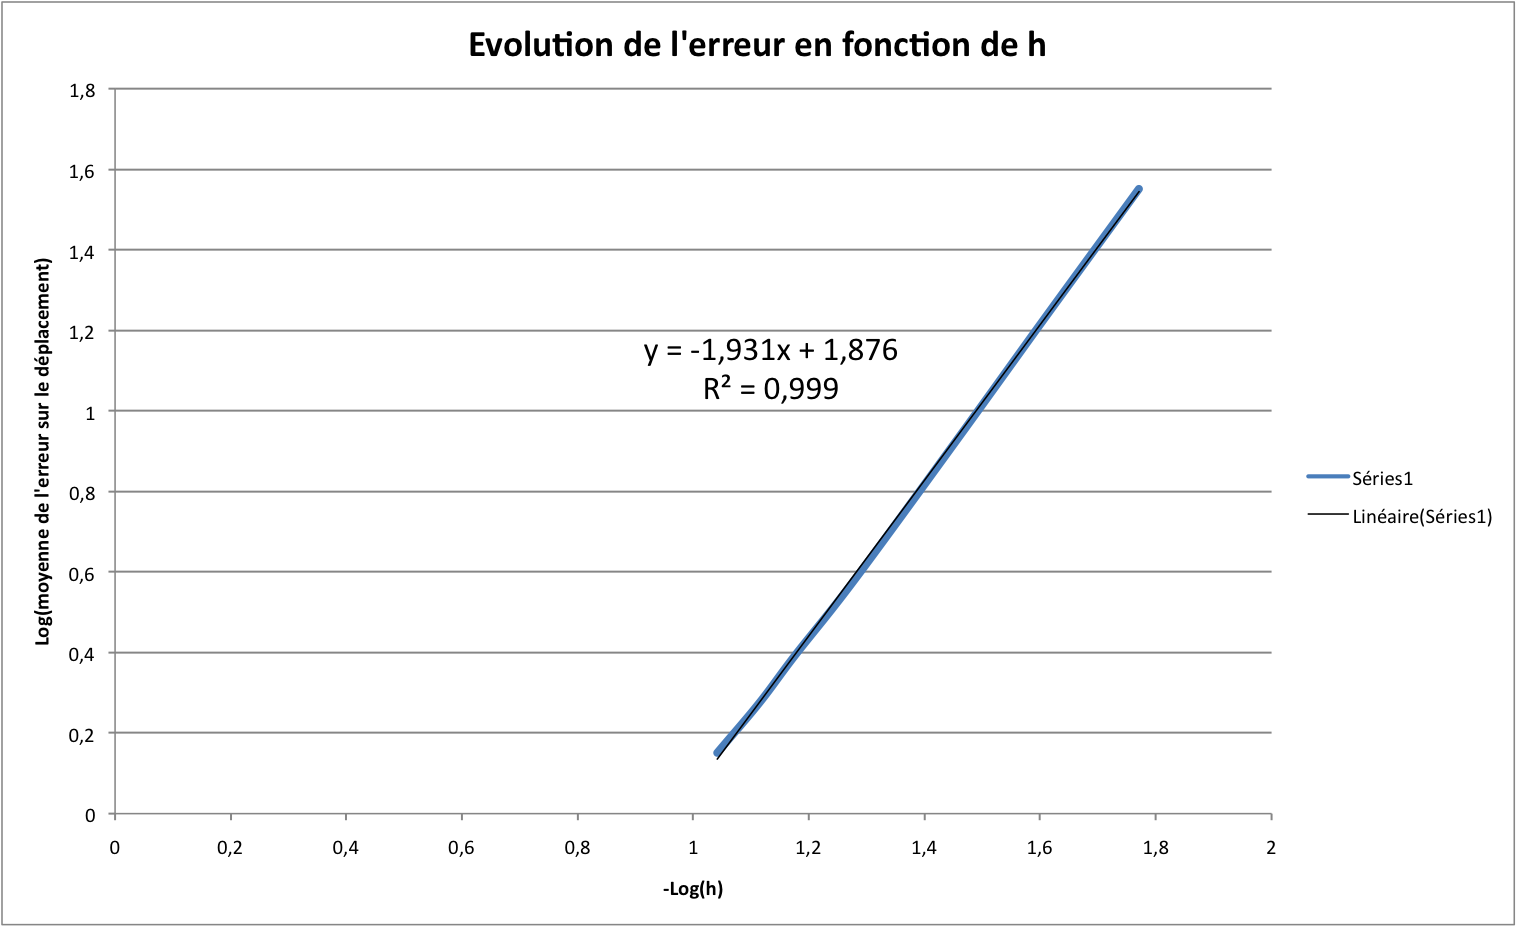 Evolution de l'erreur en fonction de h
Log(moyenne de l'erreur sur le déplacement)
1,8
1,6
1,4
1,2
1
0,8
0,6
0,4
0,2
0
y = -1,931x + 1,876
R² = 0,999
Séries1
Linéaire(Séries1)
0 0,2 0,4 0,6 0,8 1 1,2 1,4 1,6 1,8 2
-Log(h)